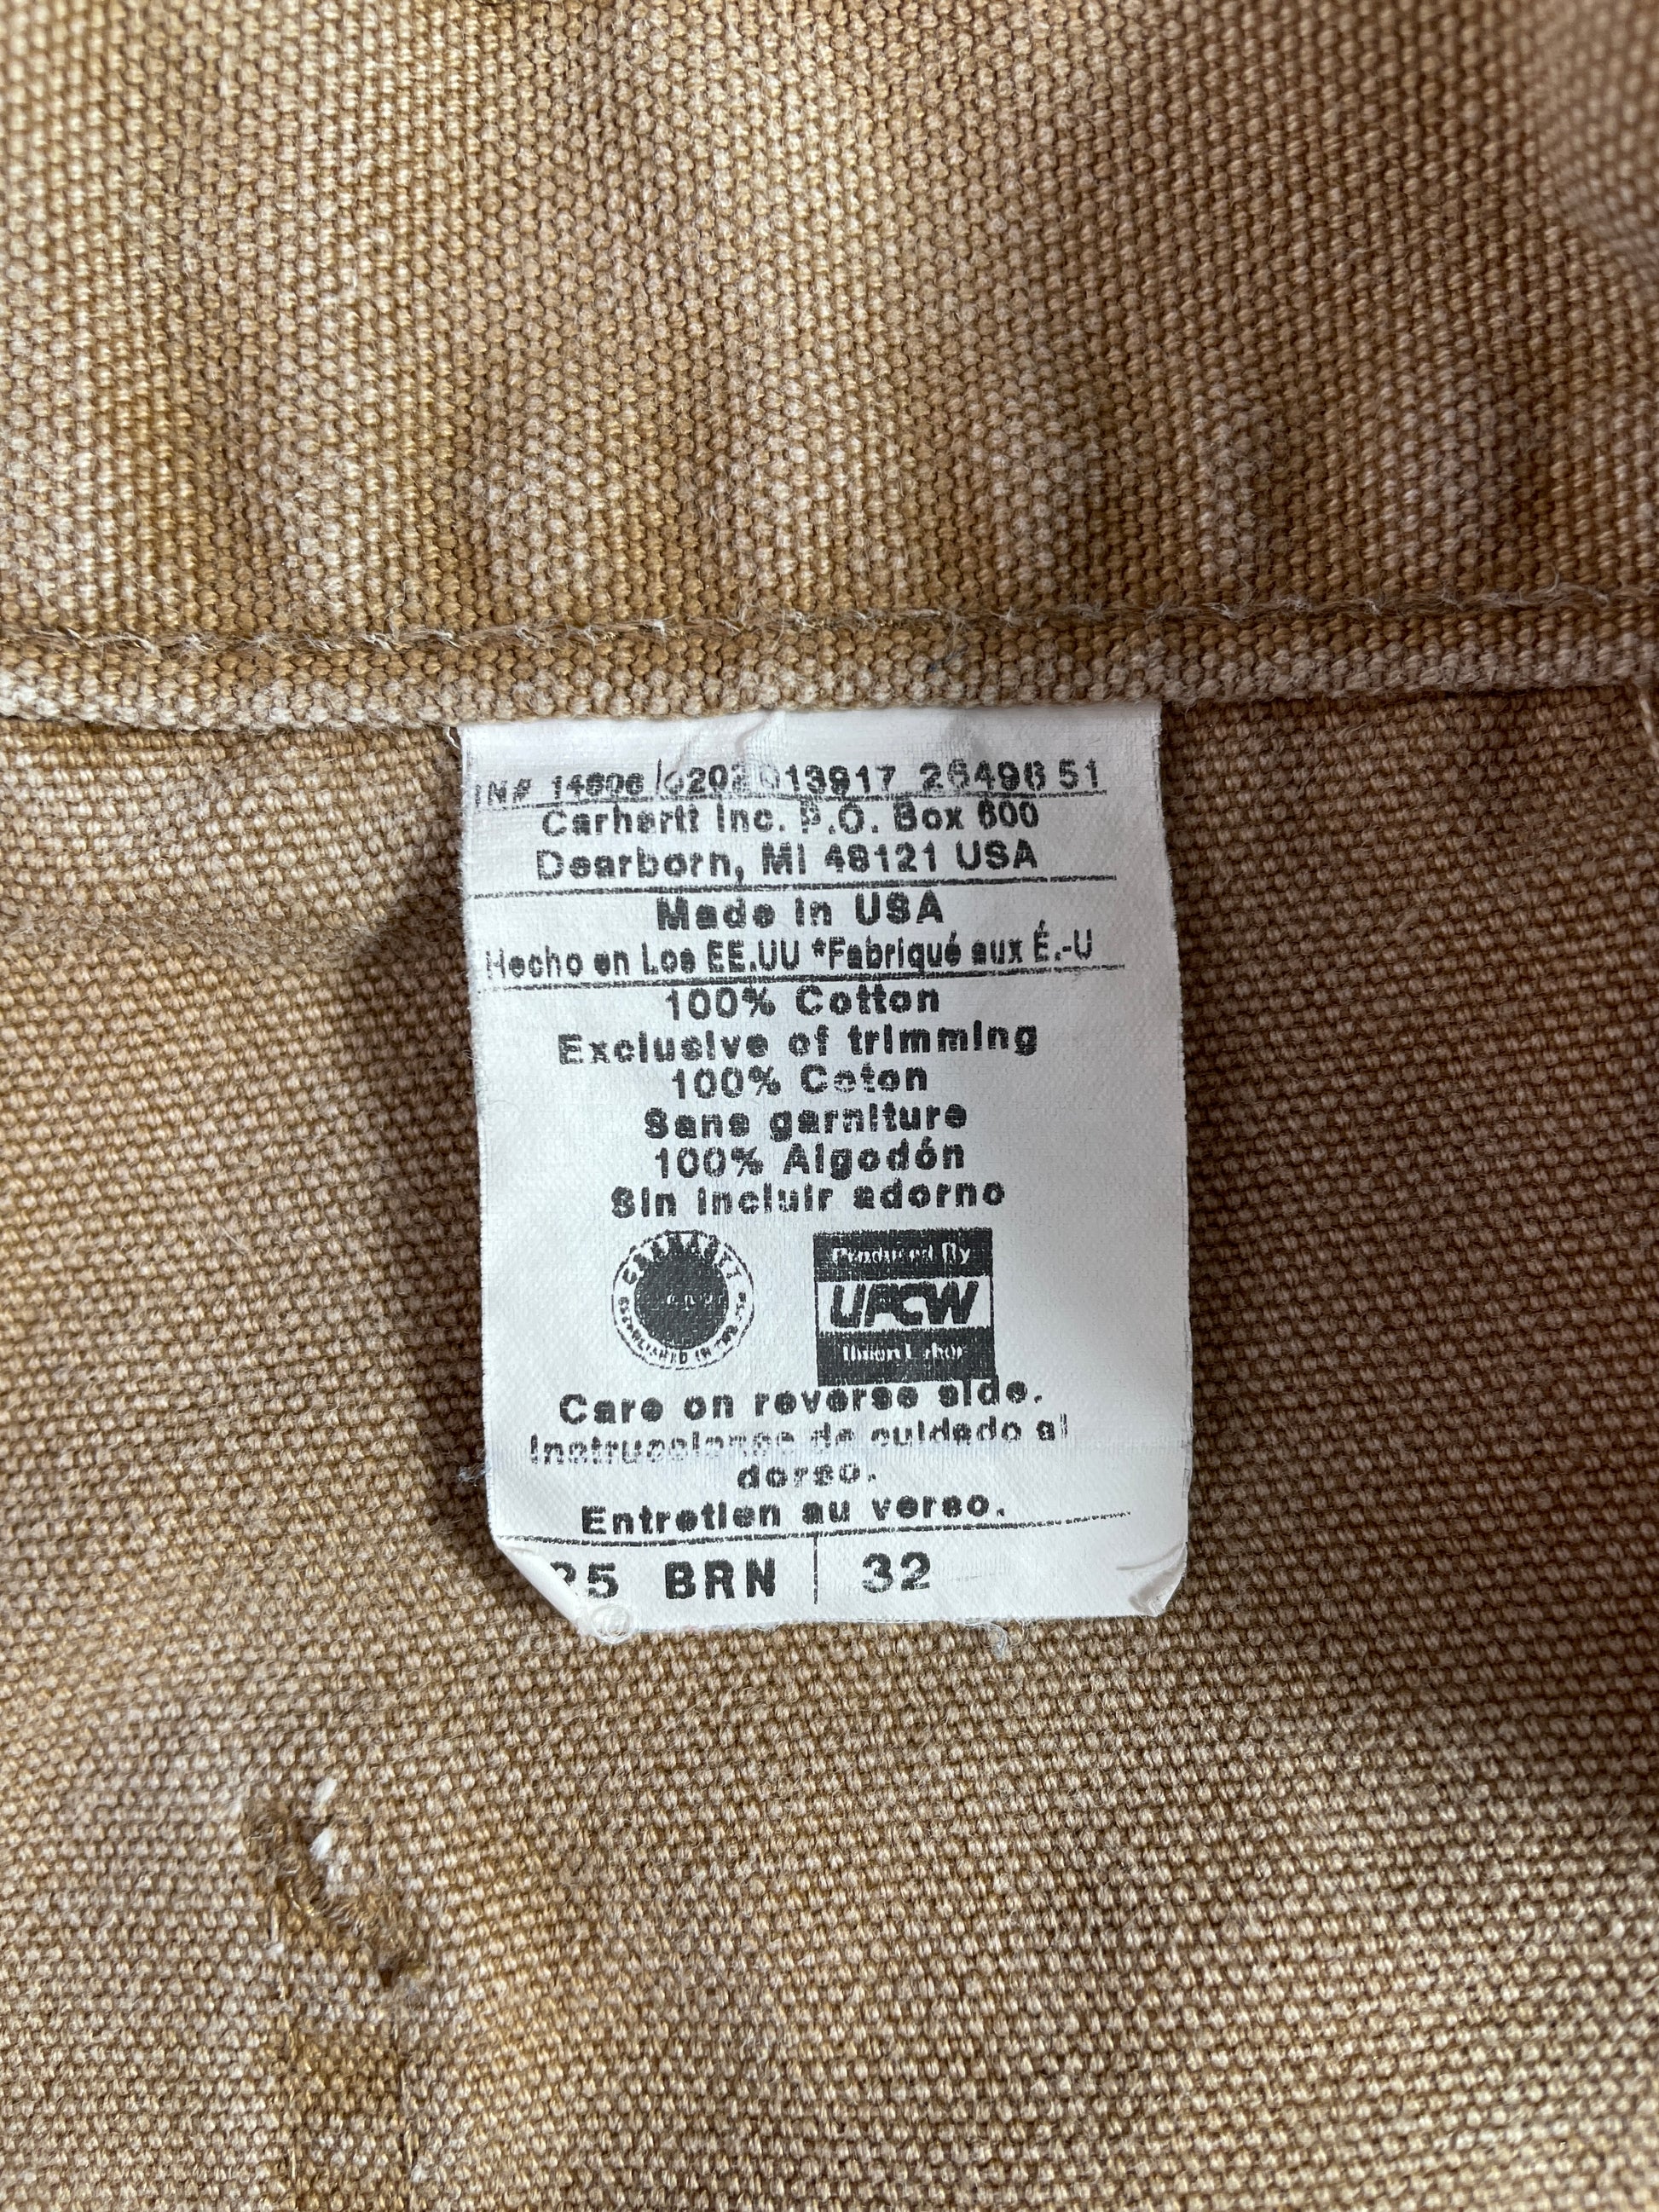 Carhartt Inc. P.O. Box 600
Dearborn, MI 48121 USA
Made in USA
Hecho en Los EE.UU *Fabriqué aux É.-U
100% Cotton
Exclusive of trimming
100% Coton
Sans garniture
100% Algodón
Sin incluir adorno
Produced By
UFCW
Union Labor
Care on reverse side.
Instrucciones de cuidado al
dorso.
Entretien au verso.
BRN 32